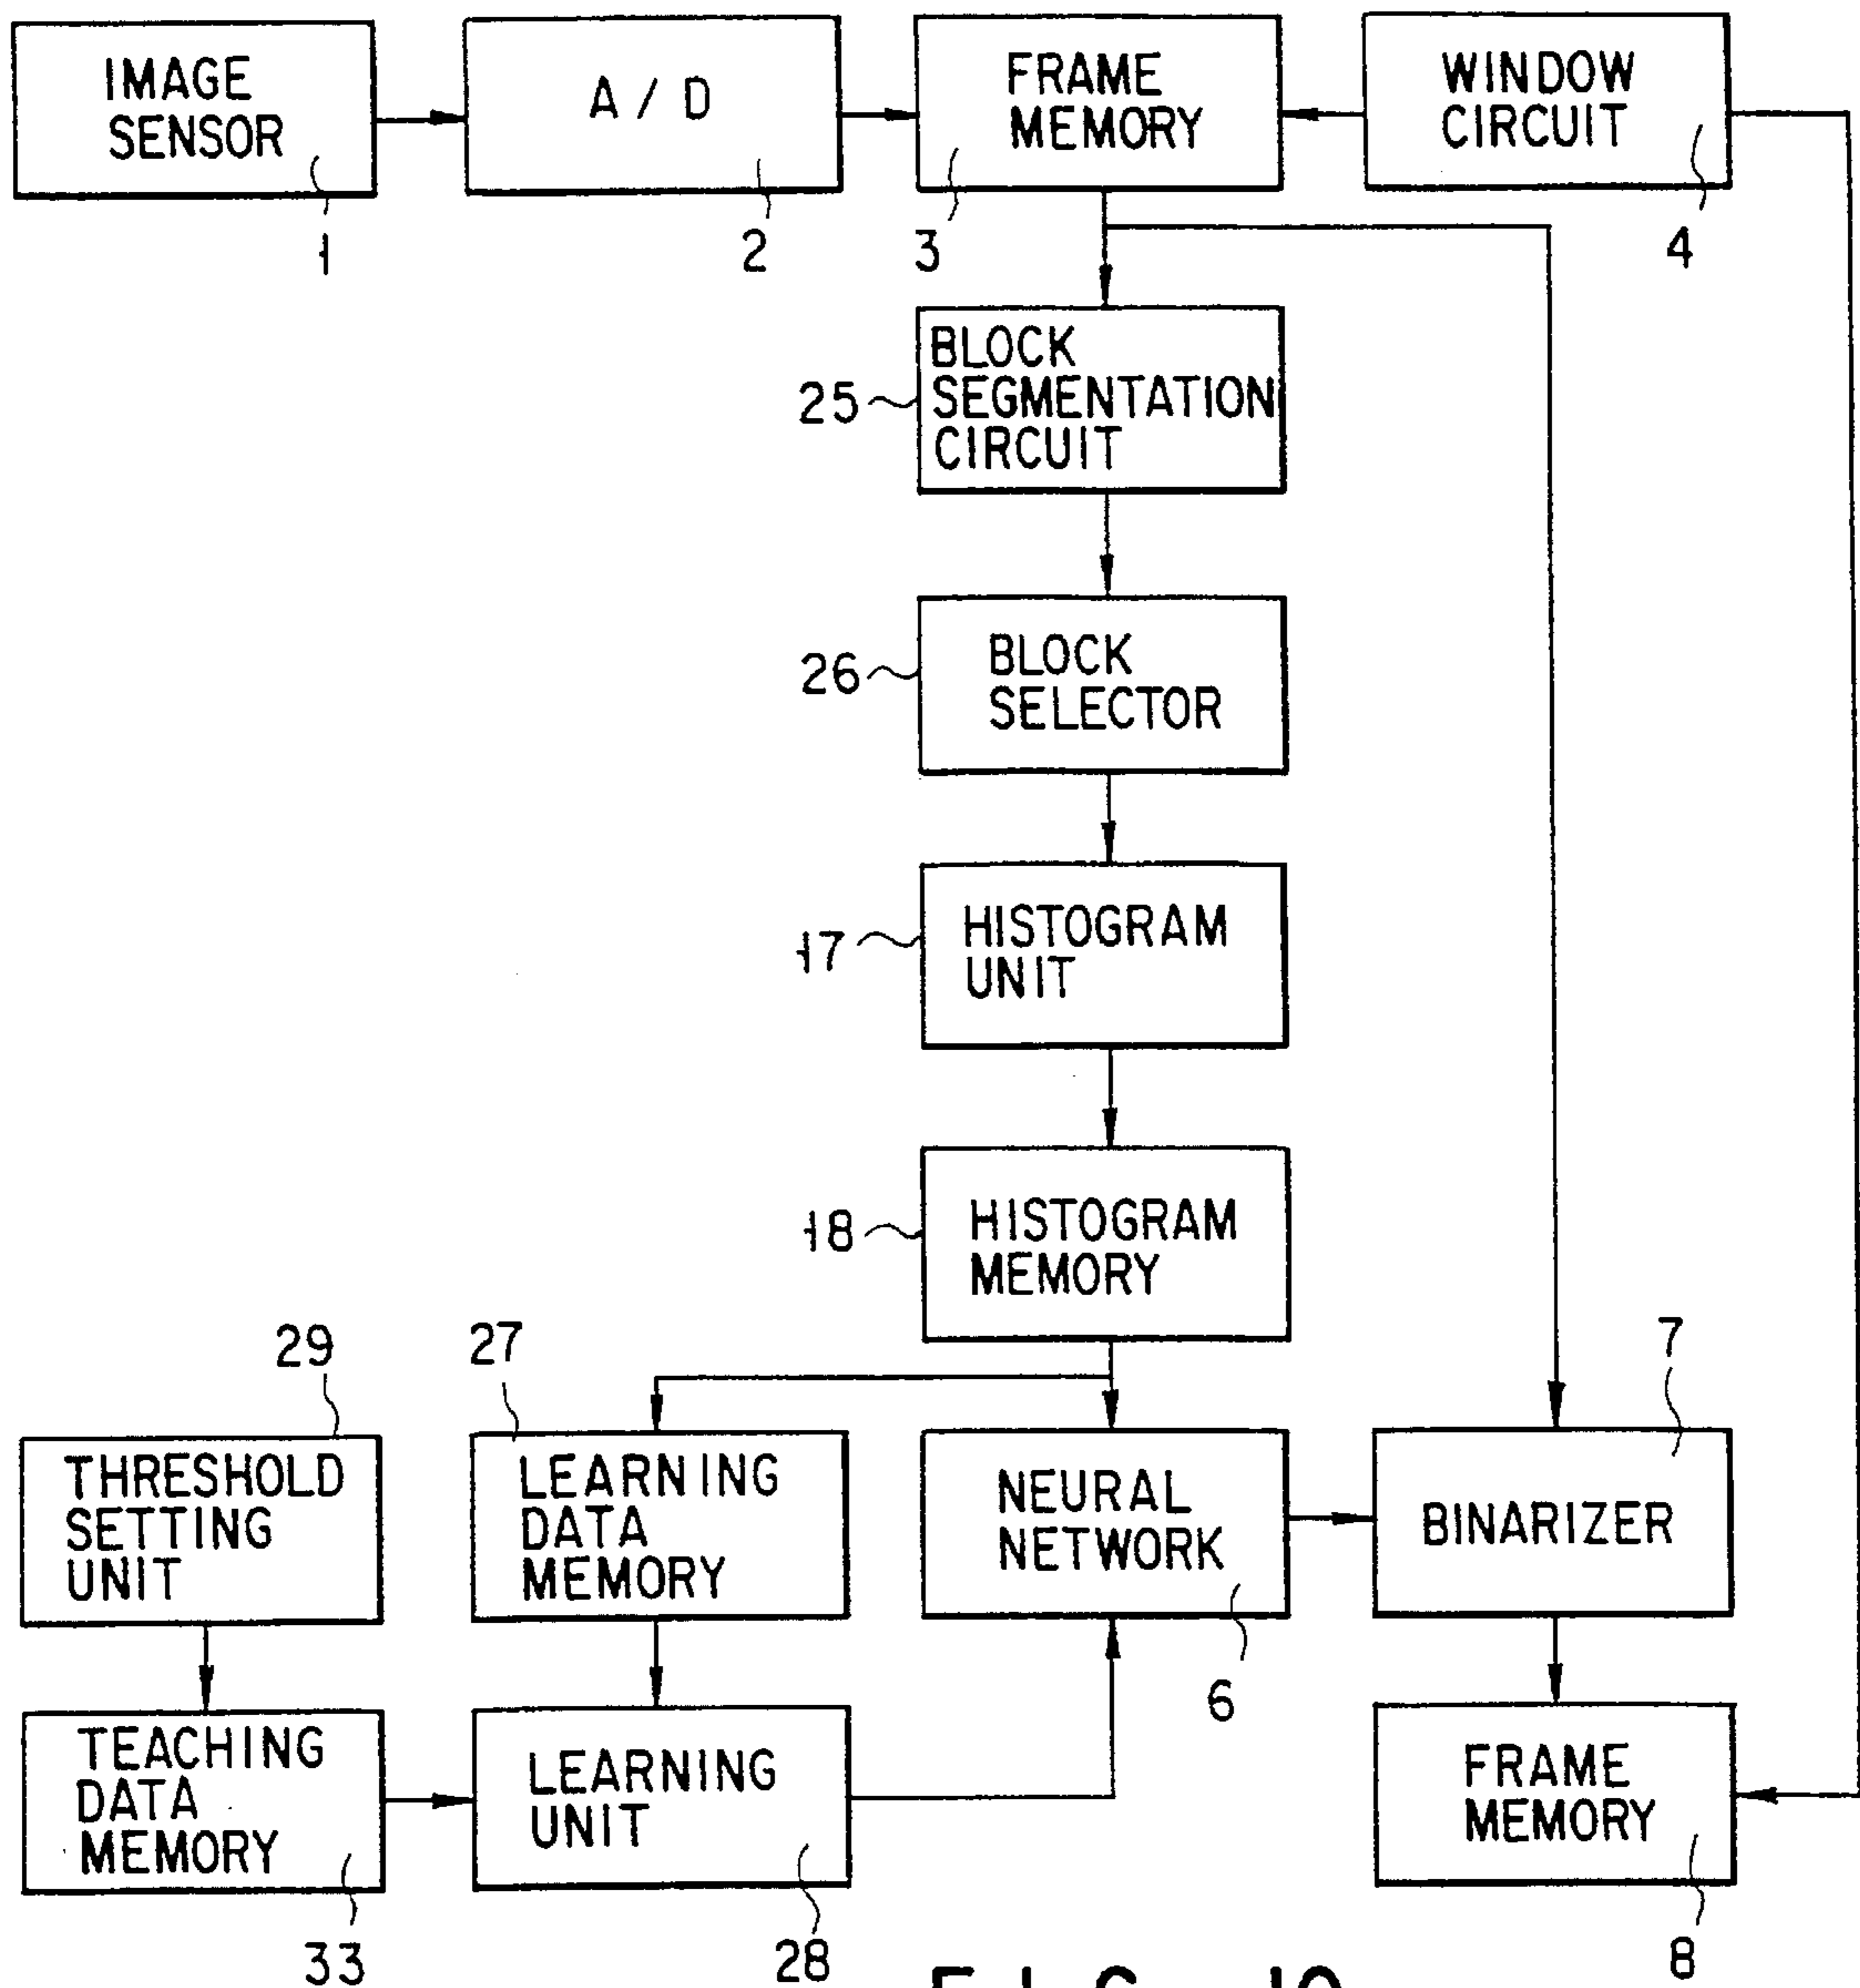 IMAGE
SENSOR
A / D
FRAME
MEMORY
WINDOW
CIRCUIT
1
2
3
4
BLOCK
SEGMENTATION
CIRCUIT
25
BLOCK
SELECTOR
26
HISTOGRAM
UNIT
17
HISTOGRAM
MEMORY
18
29
27
7
THRESHOLD
SETTING
UNIT
LEARNING
DATA
MEMORY
NEURAL
NETWORK
BINARIZER
6
TEACHING
DATA
MEMORY
LEARNING
UNIT
FRAME
MEMORY
33
28
8